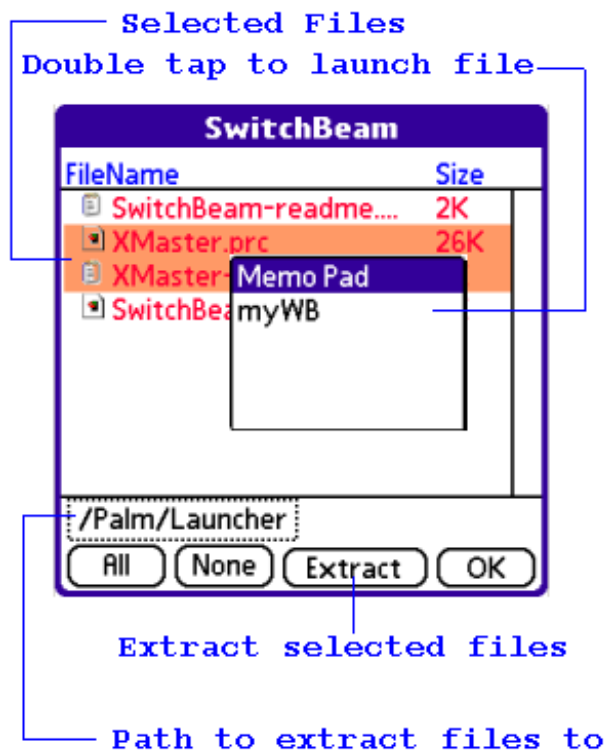 Selected Files
Double tap to launch file
SwitchBeam
FileName Size
SwitchBeam-readme.... 2K
XMaster.prc 26K
XMaster-
Memo Pad
SwitchBea
myWB
/Palm/Launcher
All None Extract OK
Extract selected files
Path to extract files to